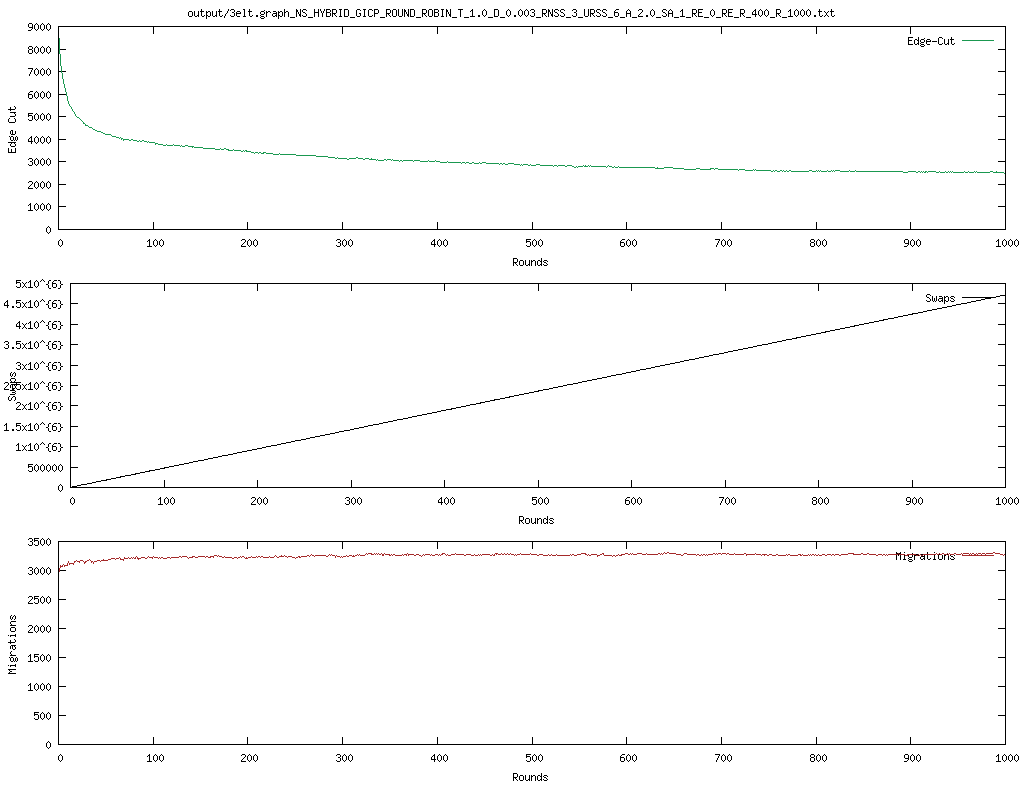 output/3elt.graph_NS_HYBRID_GICP_ROUND_ROBIN_T_1.0_D_0.003_RNSS_3_URSS_6_A_2.0_SA_1_RE_0_RE_R_400_R_1000.txt
9000
8000
7000
6000
5000
4000
3000
2000
1000
0
Edge Cut
Edge-Cut
0 100 200 300 400 500 600 700 800 900 1000
Rounds
5x10^{6}
4.5x10^{6}
4x10^{6}
3.5x10^{6}
3x10^{6}
2.5x10^{6}
2x10^{6}
1.5x10^{6}
1x10^{6}
500000
0
Swaps
Swaps
0 100 200 300 400 500 600 700 800 900 1000
Rounds
3500
3000
2500
2000
1500
1000
500
0
Migrations
Migrations
0 100 200 300 400 500 600 700 800 900 1000
Rounds